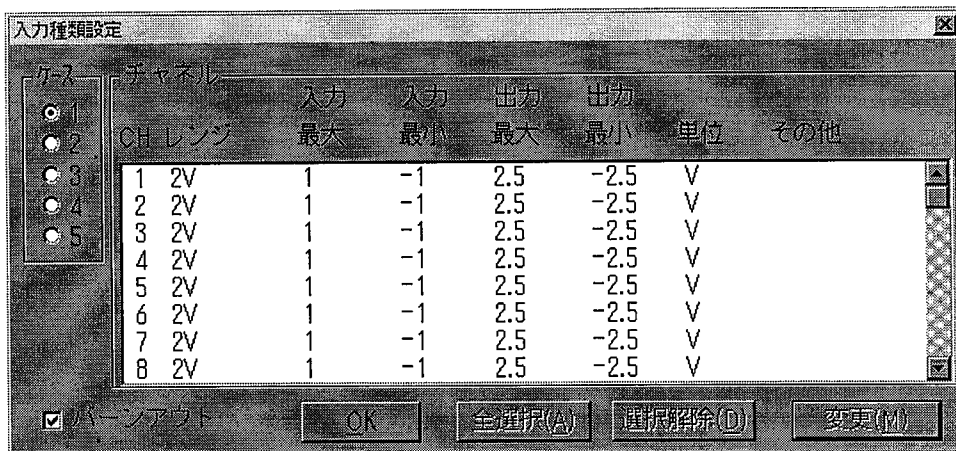 入力種類設定
ケース
1
2
3
4
5
チャネル
入力 入力 出力 出力
CH レンジ 最大 最小 最大 最小 単位 その他
1 2V 1 -1 2.5 -2.5 V
2 2V 1 -1 2.5 -2.5 V
3 2V 1 -1 2.5 -2.5 V
4 2V 1 -1 2.5 -2.5 V
5 2V 1 -1 2.5 -2.5 V
6 2V 1 -1 2.5 -2.5 V
7 2V 1 -1 2.5 -2.5 V
8 2V 1 -1 2.5 -2.5 V
バーンアウト OK 全選択(A) 選択解除(D) 変更(M)